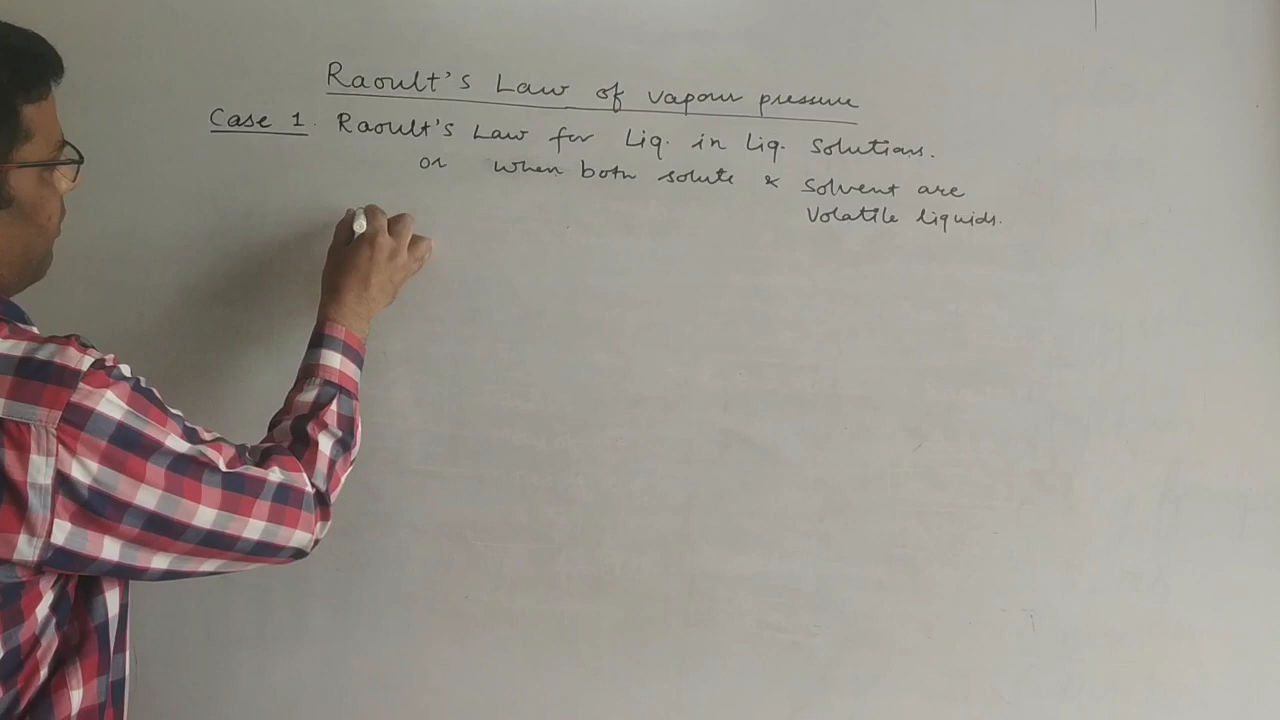 Raoult's Law of vapour pressure
Case 1. Raoult's Law for Liq. in Liq. Solutions.
or when both solute & Solvent are
Volatile liquids.